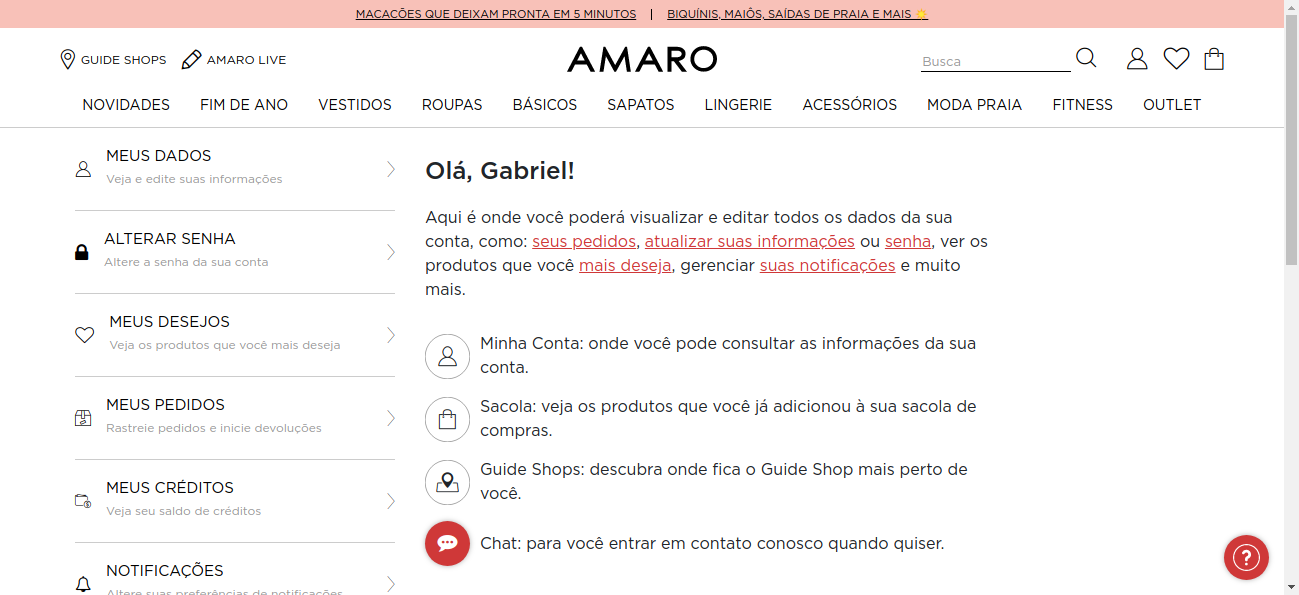 MACACÕES QUE DEIXAM PRONTA EM 5 MINUTOS | BIQUÍNIS, MAIÔS, SAÍDAS DE PRAIA E MAIS ☀️
GUIDE SHOPS AMARO LIVE AMARO Busca
NOVIDADES FIM DE ANO VESTIDOS ROUPAS BÁSICOS SAPATOS LINGERIE ACESSÓRIOS MODA PRAIA FITNESS OUTLET
MEUS DADOS
Veja e edite suas informações
ALTERAR SENHA
Altere a senha da sua conta
MEUS DESEJOS
Veja os produtos que você mais deseja
MEUS PEDIDOS
Rastreie pedidos e inicie devoluções
MEUS CRÉDITOS
Veja seu saldo de créditos
NOTIFICAÇÕES
Altere suas preferências de notificações
Olá, Gabriel!
Aqui é onde você poderá visualizar e editar todos os dados da sua
conta, como: seus pedidos, atualizar suas informações ou senha, ver os
produtos que você mais deseja, gerenciar suas notificações e muito
mais.
Minha Conta: onde você pode consultar as informações da sua
conta.
Sacola: veja os produtos que você já adicionou à sua sacola de
compras.
Guide Shops: descubra onde fica o Guide Shop mais perto de
você.
Chat: para você entrar em contato conosco quando quiser.
?